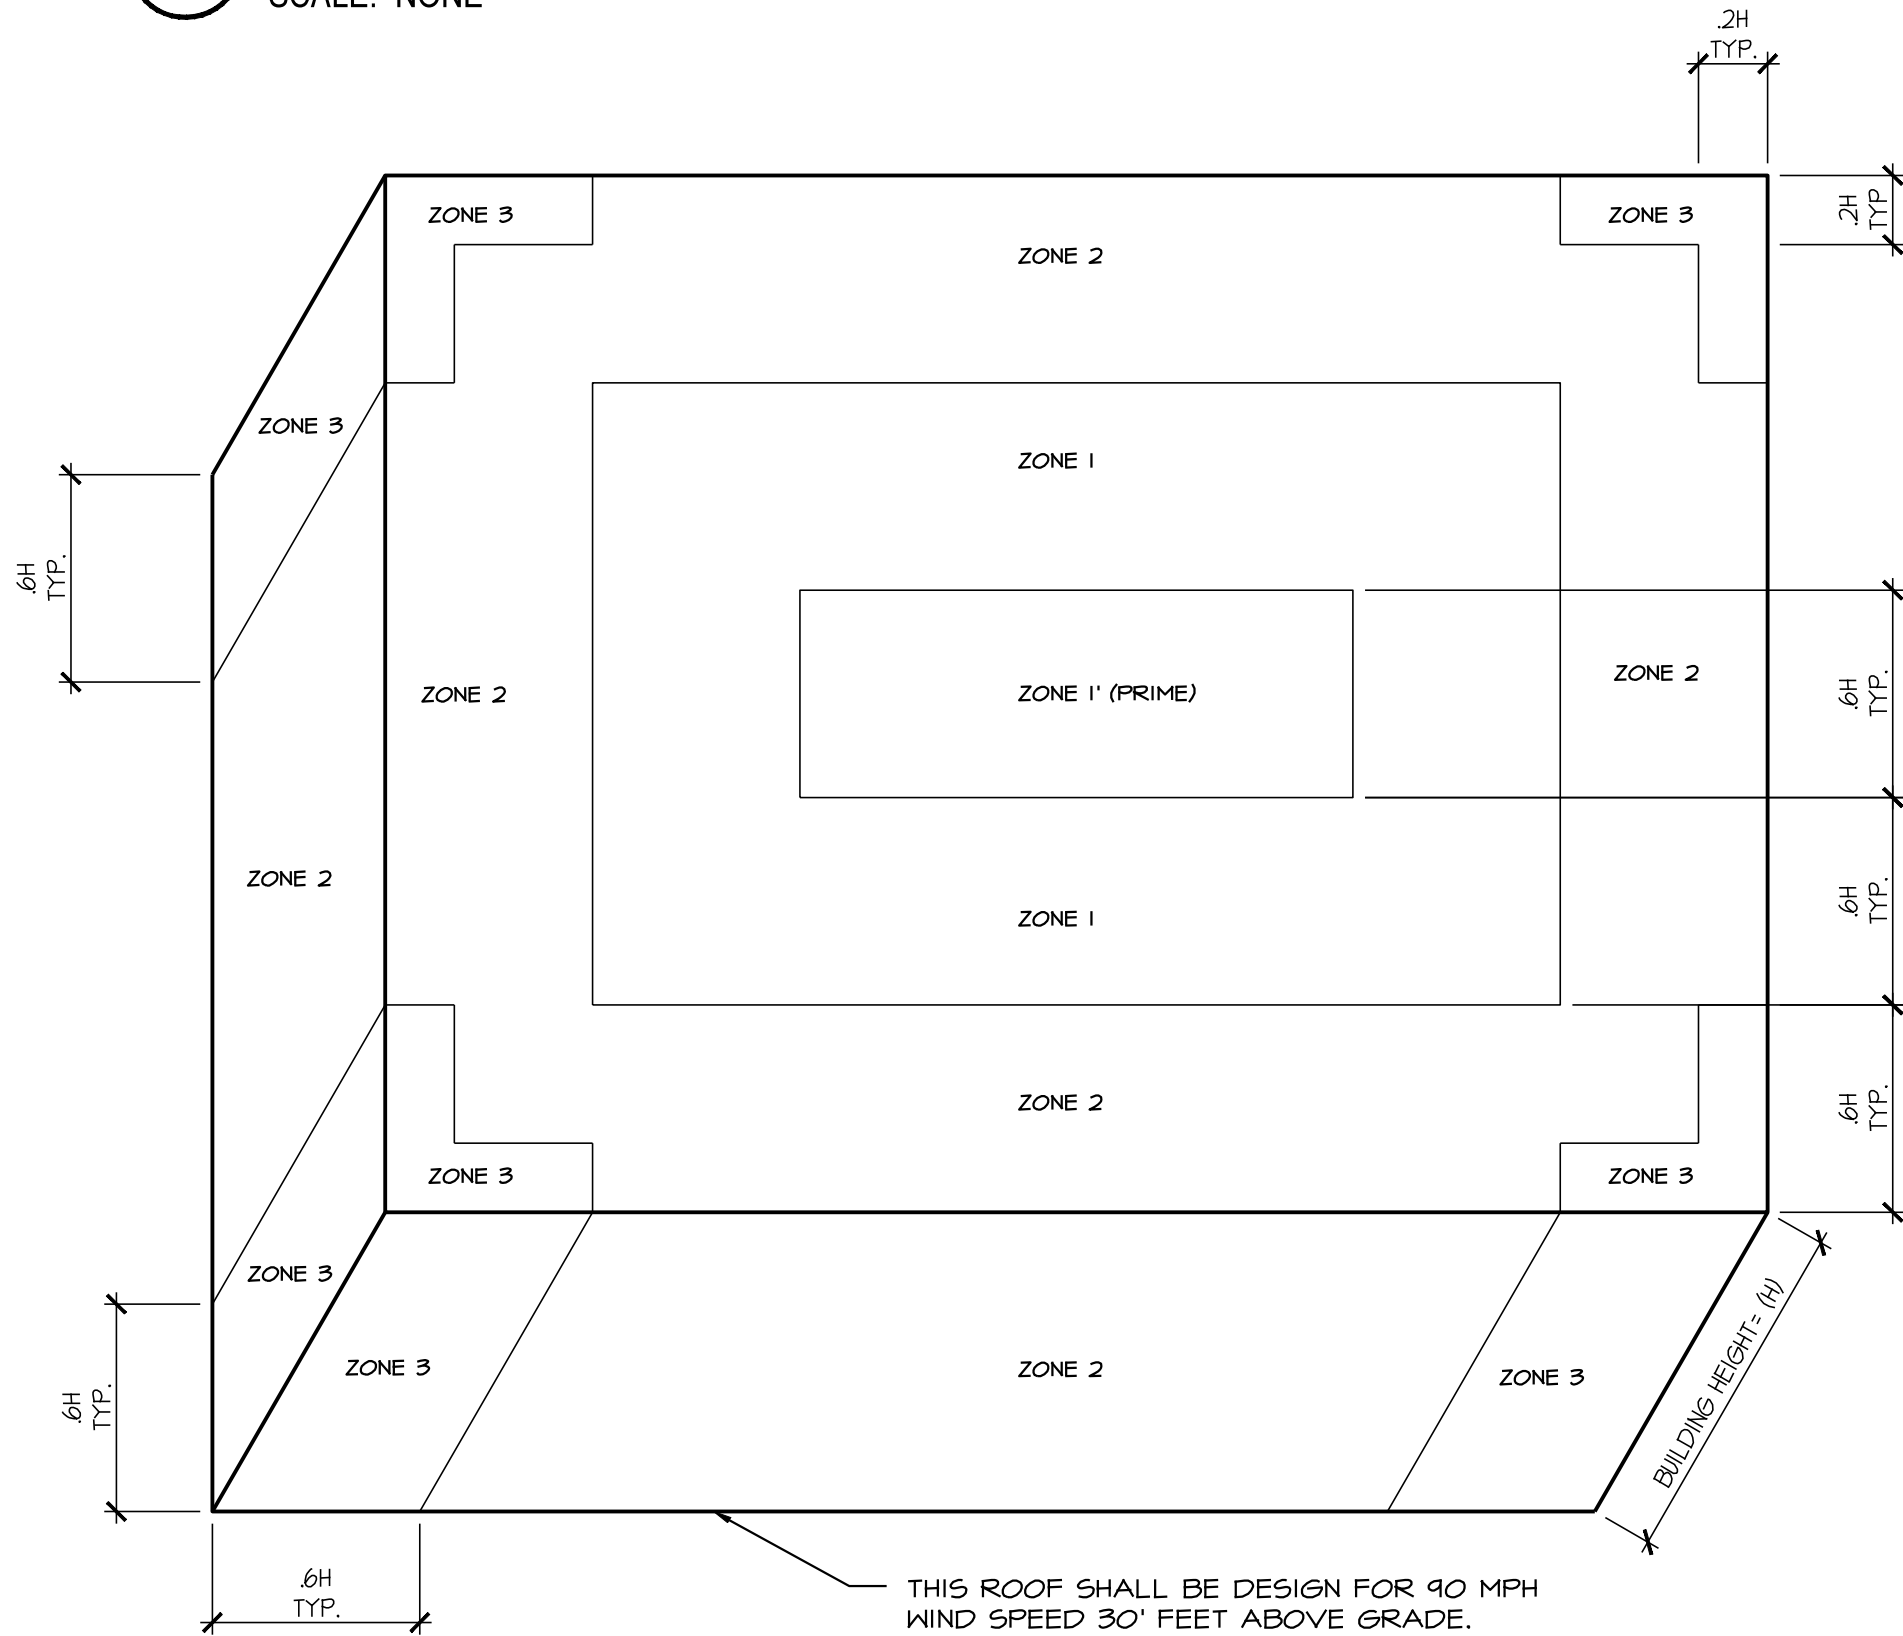 SCALE: NONE
.2H
TYP.
ZONE 3
ZONE 3
.2H
TYP
ZONE 2
ZONE 3
ZONE 1
.6H
TYP.
ZONE 2
ZONE 1' (PRIME)
ZONE 2
.6H
TYP.
ZONE 2
ZONE 1
.6H
TYP.
ZONE 2
.6H
TYP.
ZONE 3
ZONE 3
ZONE 3
ZONE 3
ZONE 2
ZONE 3
BUILDING HEIGHT= (H)
.6H
TYP.
.6H
TYP.
THIS ROOF SHALL BE DESIGN FOR 90 MPH
WIND SPEED 30' FEET ABOVE GRADE.